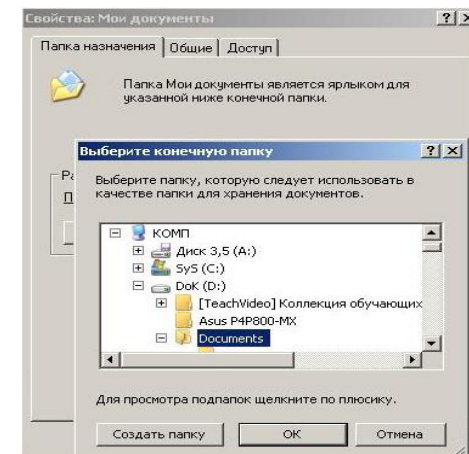 Свойства: Мои документы
Папка назначения
Общие
Доступ
Папка Мои документы является ярлыком для
указанной ниже конечной папки.
Выберите конечную папку
Выберите папку, которую следует использовать в
качестве папки для хранения документов.
КОМП
Диск 3,5 (A:)
SyS (C:)
DoK (D:)
[TeachVideo] Коллекция обучающих
Asus P4P800-MX
Documents
Для просмотра подпапок щелкните по плюсику.
Создать папку
ОК
Отмена